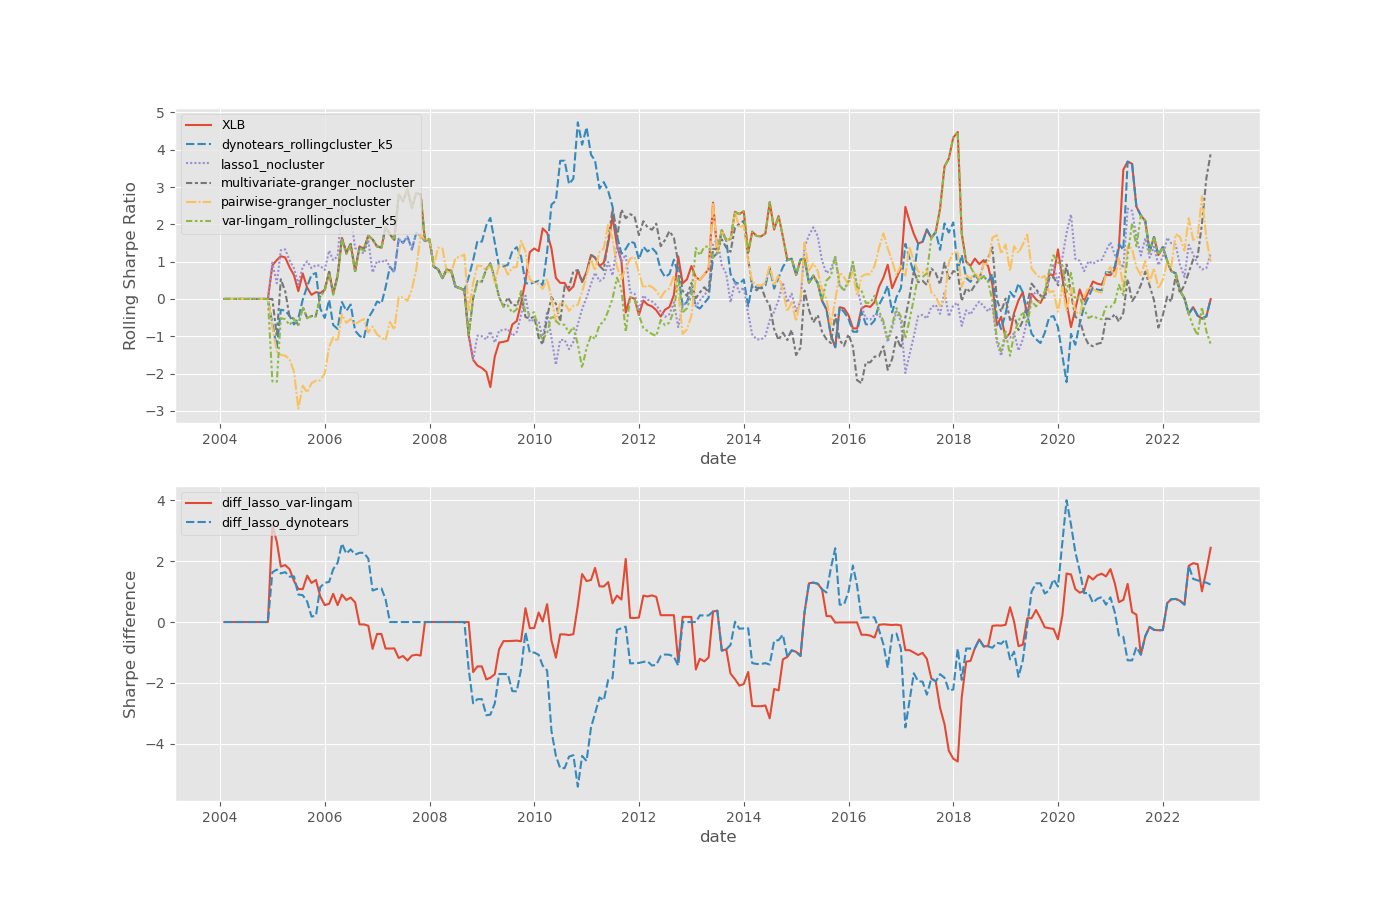 5
4
3
2
1
0
−1
−2
−3
Rolling Sharpe Ratio
XLB
dynotears_rollingcluster_k5
lasso1_nocluster
multivariate-granger_nocluster
pairwise-granger_nocluster
var-lingam_rollingcluster_k5
2004 2006 2008 2010 2012 2014 2016 2018 2020 2022
date
4
2
0
−2
−4
Sharpe difference
diff_lasso_var-lingam
diff_lasso_dynotears
2004 2006 2008 2010 2012 2014 2016 2018 2020 2022
date